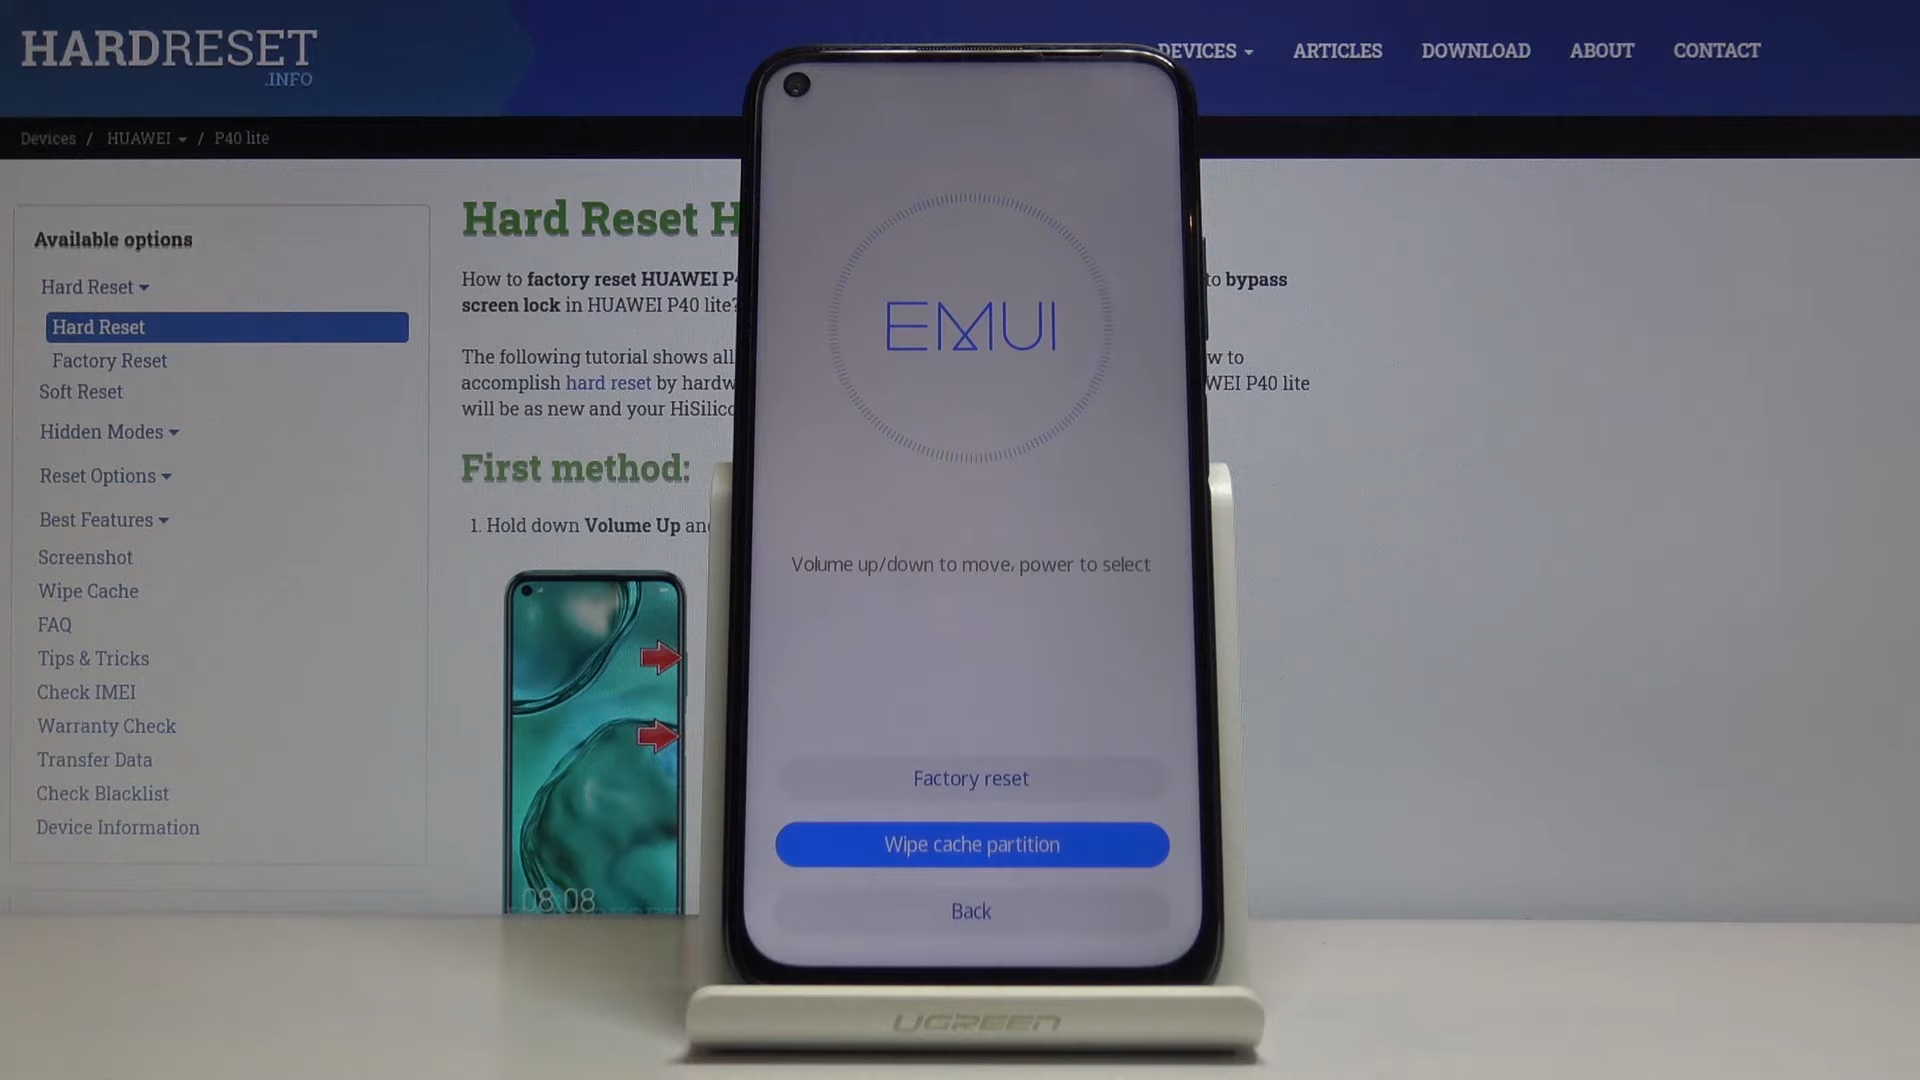 HARDRESET
.INFO
DEVICES
ARTICLES
DOWNLOAD
ABOUT
CONTACT
Devices / HUAWEI / P40 lite
Available options
Hard Reset
Hard Reset
Factory Reset
Soft Reset
Hidden Modes
Reset Options
Best Features
Screenshot
Wipe Cache
FAQ
Tips & Tricks
Check IMEI
Warranty Check
Transfer Data
Check Blacklist
Device Information
Hard Reset H
How to factory reset HUAWEI P4 to bypass
screen lock in HUAWEI P40 lite?
The following tutorial shows all w to
accomplish hard reset by hardw WEI P40 lite
will be as new and your HiSilico
First method:
1. Hold down Volume Up and
08:08
EMUI
Volume up/down to move, power to select
Factory reset
Wipe cache partition
Back
UGREEN